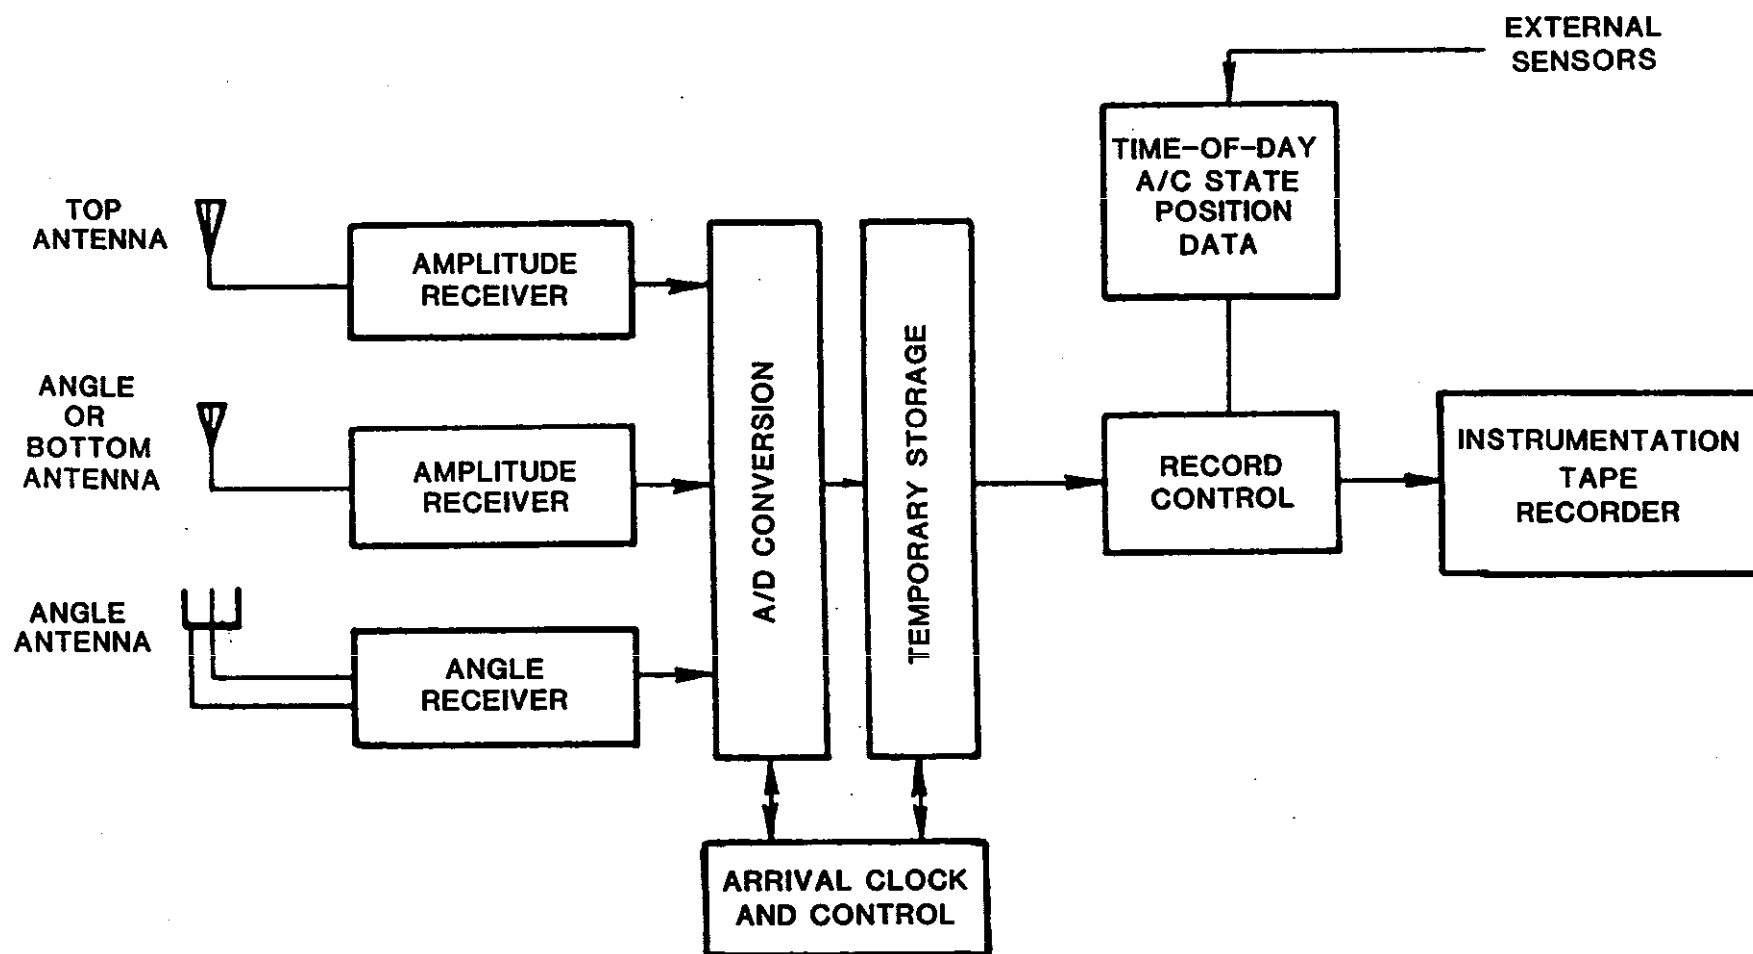 EXTERNAL
SENSORS
TIME-OF-DAY
A/C STATE
POSITION
DATA
TOP
ANTENNA
AMPLITUDE
RECEIVER
ANGLE
OR
BOTTOM
ANTENNA
AMPLITUDE
RECEIVER
ANGLE
ANTENNA
ANGLE
RECEIVER
A/D CONVERSION
TEMPORARY STORAGE
RECORD
CONTROL
INSTRUMENTATION
TAPE
RECORDER
ARRIVAL CLOCK
AND CONTROL